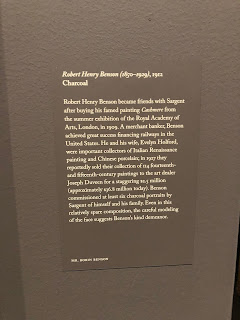 Robert Henry Benson (1850–1929), 1912
Charcoal
Robert Henry Benson became friends with Sargent
after buying his famed painting Cashmere from
the summer exhibition of the Royal Academy of
Arts, London, in 1909. A merchant banker, Benson
achieved great success financing railways in the
United States. He and his wife, Evelyn Holford,
were important collectors of Italian Renaissance
painting and Chinese porcelain; in 1927 they
reportedly sold their collection of 114 fourteenth-
and fifteenth-century paintings to the art dealer
Joseph Duveen for a staggering $2.5 million
(approximately $36.8 million today). Benson
commissioned at least six charcoal portraits by
Sargent of himself and his family. Even in this
relatively spare composition, the careful modeling
of the face suggests Benson's kind demeanor.
MR. ROBIN BENSON